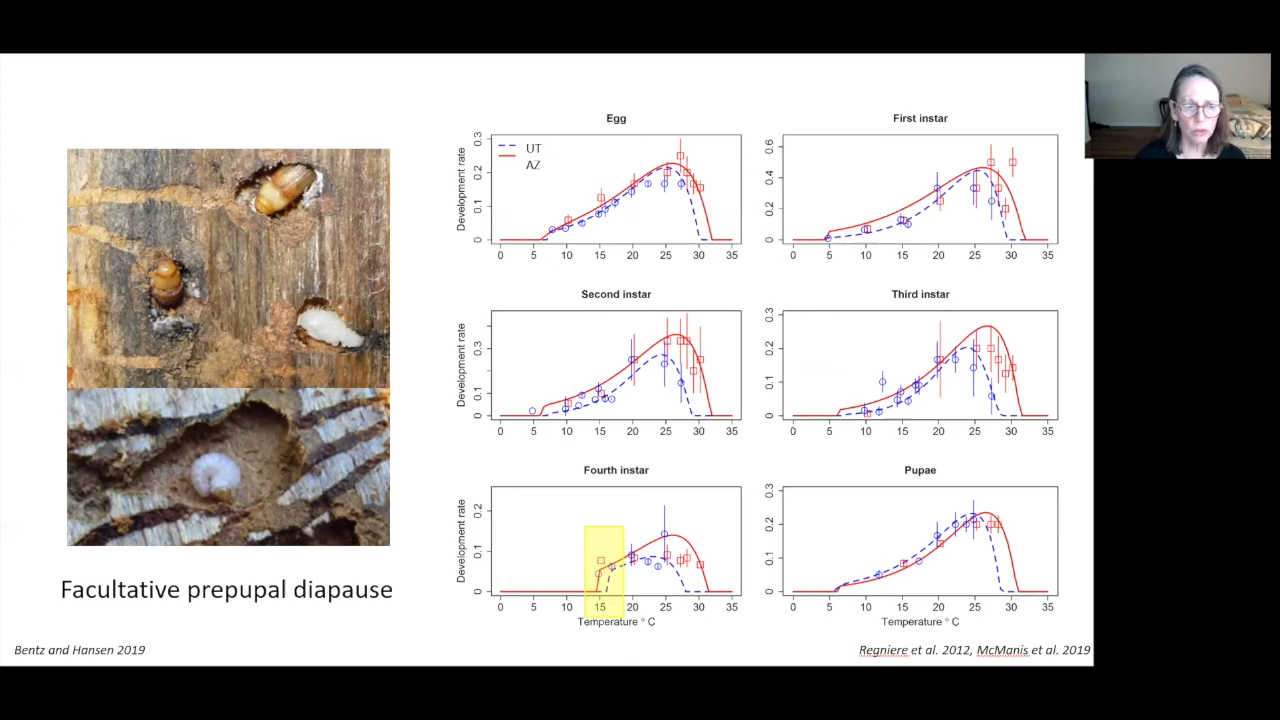 Egg
0.3
0.2
0.1
0
Development rate
UT
AZ
0 5 10 15 20 25 30 35
First instar
0.6
0.4
0.2
0
0 5 10 15 20 25 30 35
Second instar
0.3
0.1
0
Development rate
0 5 10 15 20 25 30 35
Third instar
0.3
0.2
0.1
0
0 5 10 15 20 25 30 35
Fourth instar
0.2
0.1
0
Development rate
0 5 10 15 20 25 30 35
Temperature ° C
Pupae
0.3
0.2
0.1
0
0 5 10 15 20 25 30 35
Temperature ° C
Facultative prepupal diapause
Bentz and Hansen 2019
Regniere et al. 2012, McManis et al. 2019